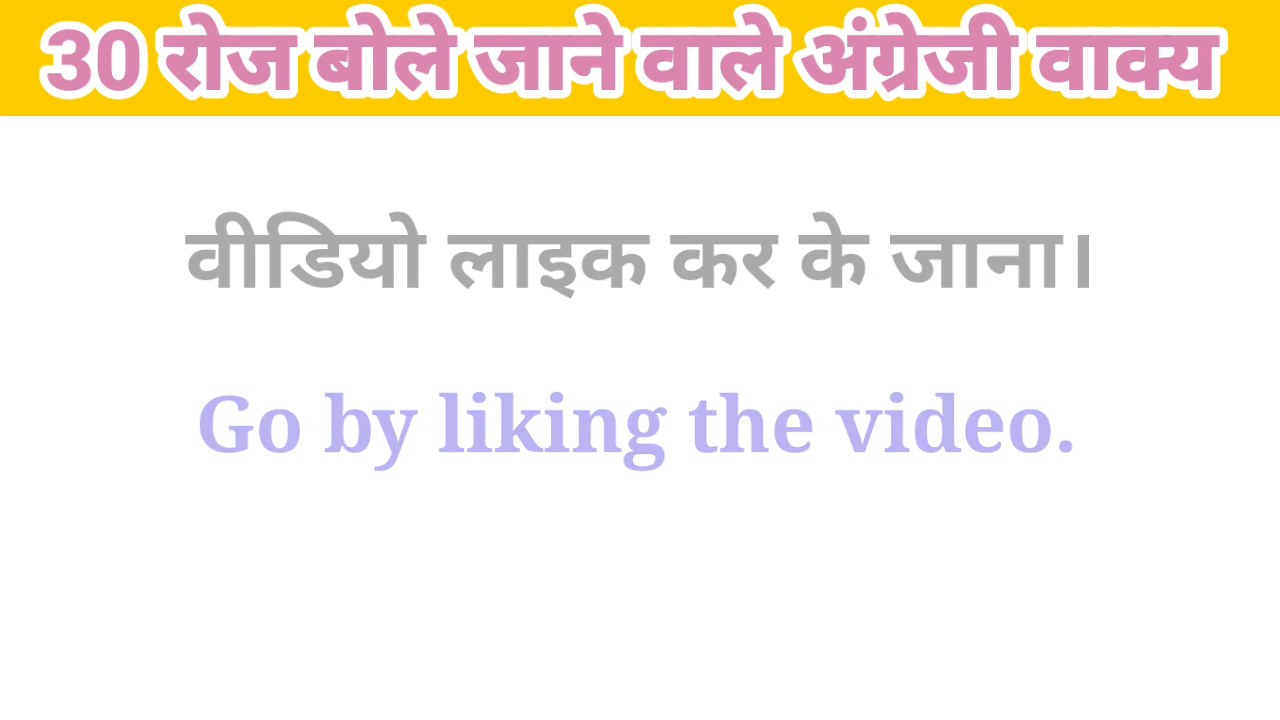 30 रोज बोले जाने वाले अंग्रेजी वाक्य
वीडियो लाइक कर के जाना।
Go by liking the video.